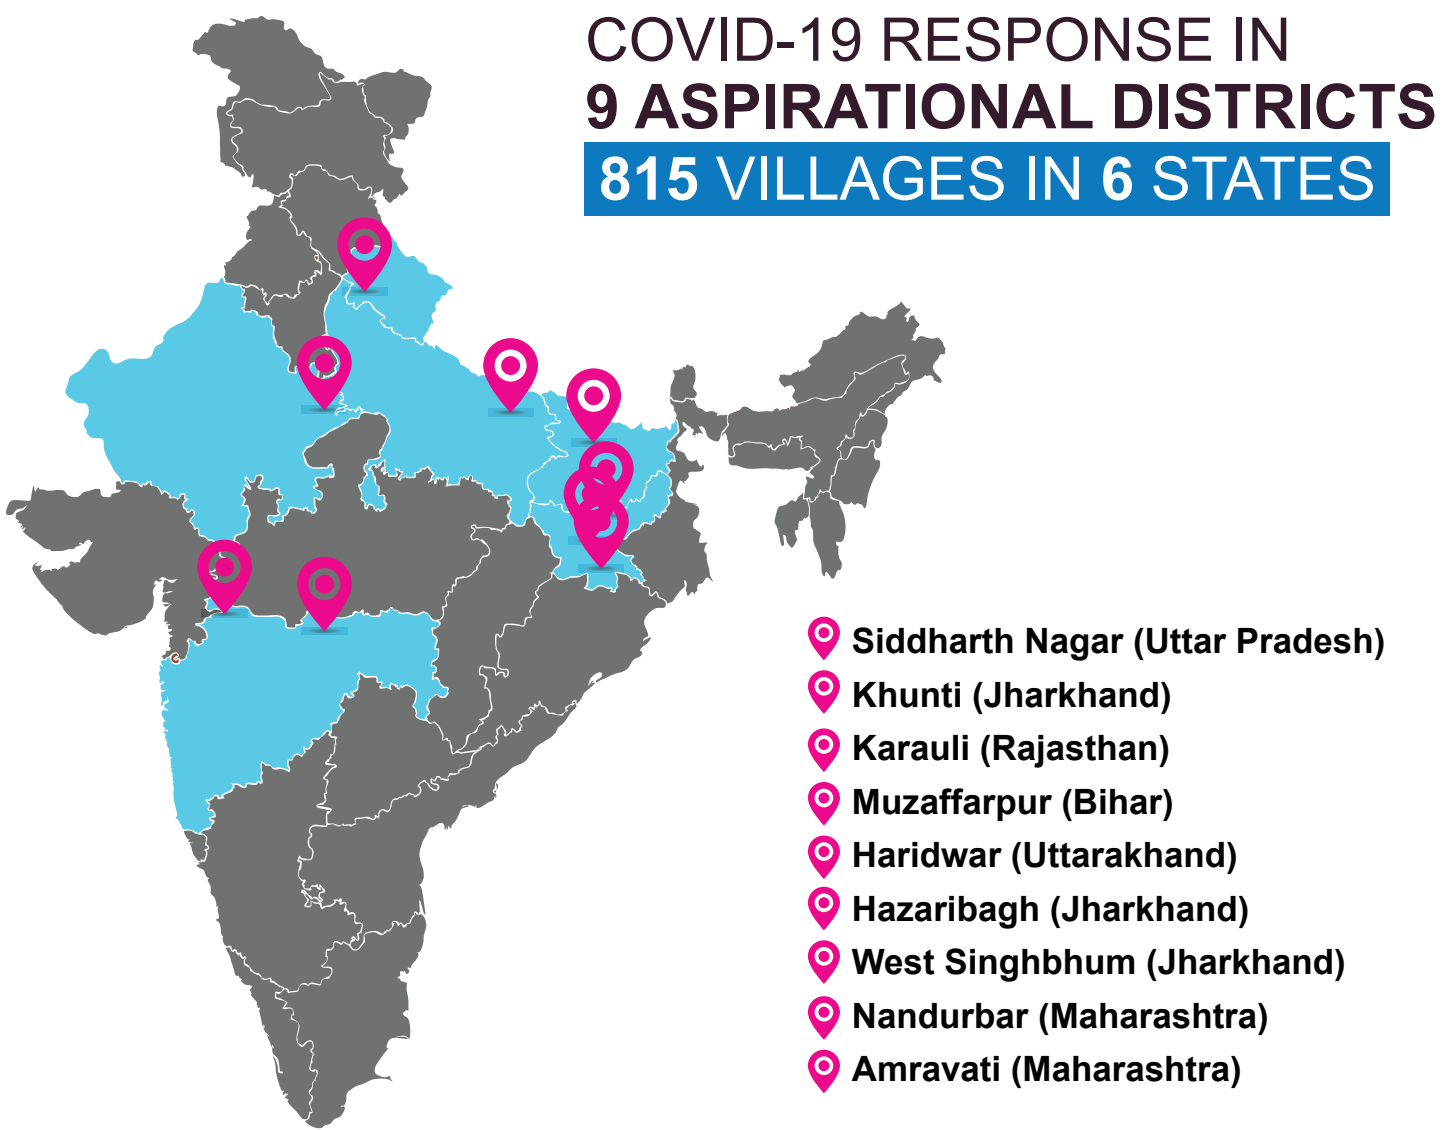 COVID-19 RESPONSE IN
9 ASPIRATIONAL DISTRICTS
815 VILLAGES IN 6 STATES
Siddharth Nagar (Uttar Pradesh)
Khunti (Jharkhand)
Karauli (Rajasthan)
Muzaffarpur (Bihar)
Haridwar (Uttarakhand)
Hazaribagh (Jharkhand)
West Singhbhum (Jharkhand)
Nandurbar (Maharashtra)
Amravati (Maharashtra)